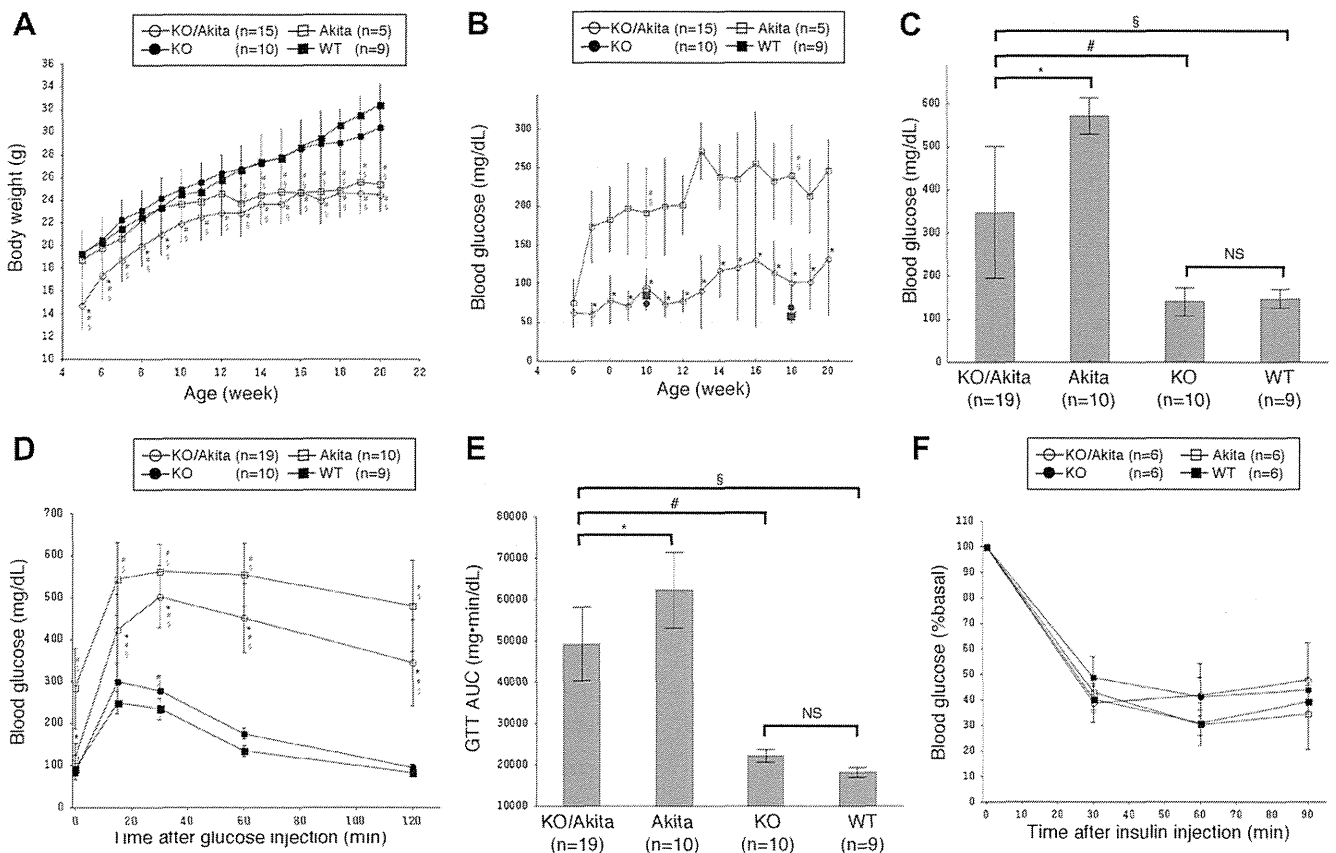 A
KO/Akita (n=15) Akita (n=5)
KO (n=10) WT (n=9)
Body weight (g)
36
34
32
30
28
26
24
22
20
18
16
14
12
10
4 6 8 10 12 14 16 18 20 22
Age (week)
B
KO/Akita (n=15) Akita (n=5)
KO (n=10) WT (n=9)
Blood glucose (mg/dL)
300
250
200
150
100
50
0
6 8 10 12 14 16 18 20
Age (week)
C
§
#
*
NS
Blood glucose (mg/dL)
600
500
400
300
200
100
0
KO/Akita Akita KO WT
(n=19) (n=10) (n=10) (n=9)
D
KO/Akita (n=19) Akita (n=10)
KO (n=10) WT (n=9)
Blood glucose (mg/dL)
700
600
500
400
300
200
100
0
0 20 40 60 80 100 120
Time after glucose injection (min)
E
§
#
*
NS
GTT AUC (mg•min/dL)
80000
70000
60000
50000
40000
30000
20000
10000
KO/Akita Akita KO WT
(n=19) (n=10) (n=10) (n=9)
F
KO/Akita (n=6) Akita (n=6)
KO (n=6) WT (n=6)
Blood glucose (%basal)
110
100
90
80
70
60
50
40
30
20
10
0
0 10 20 30 40 50 60 70 80 90
Time after insulin injection (min)